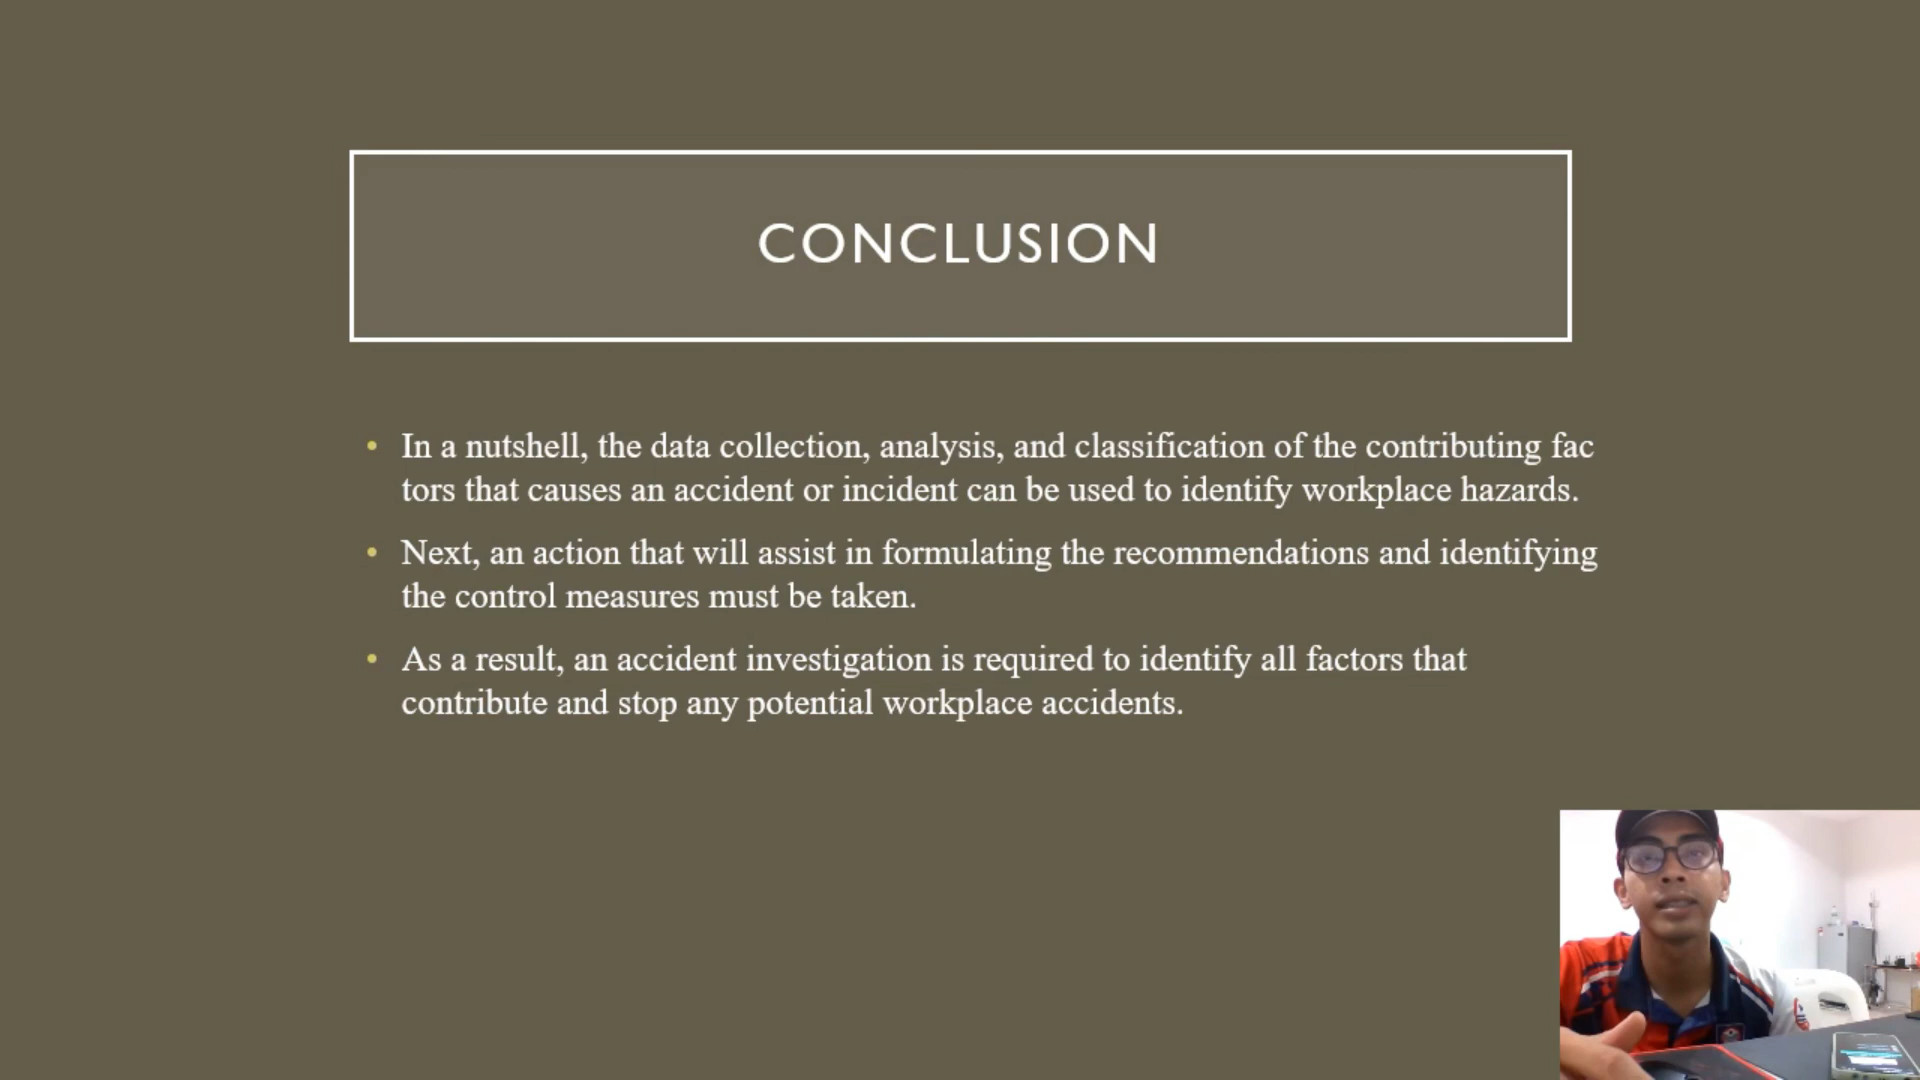 CONCLUSION
• In a nutshell, the data collection, analysis, and classification of the contributing fac
tors that causes an accident or incident can be used to identify workplace hazards.
• Next, an action that will assist in formulating the recommendations and identifying
the control measures must be taken.
• As a result, an accident investigation is required to identify all factors that
contribute and stop any potential workplace accidents.